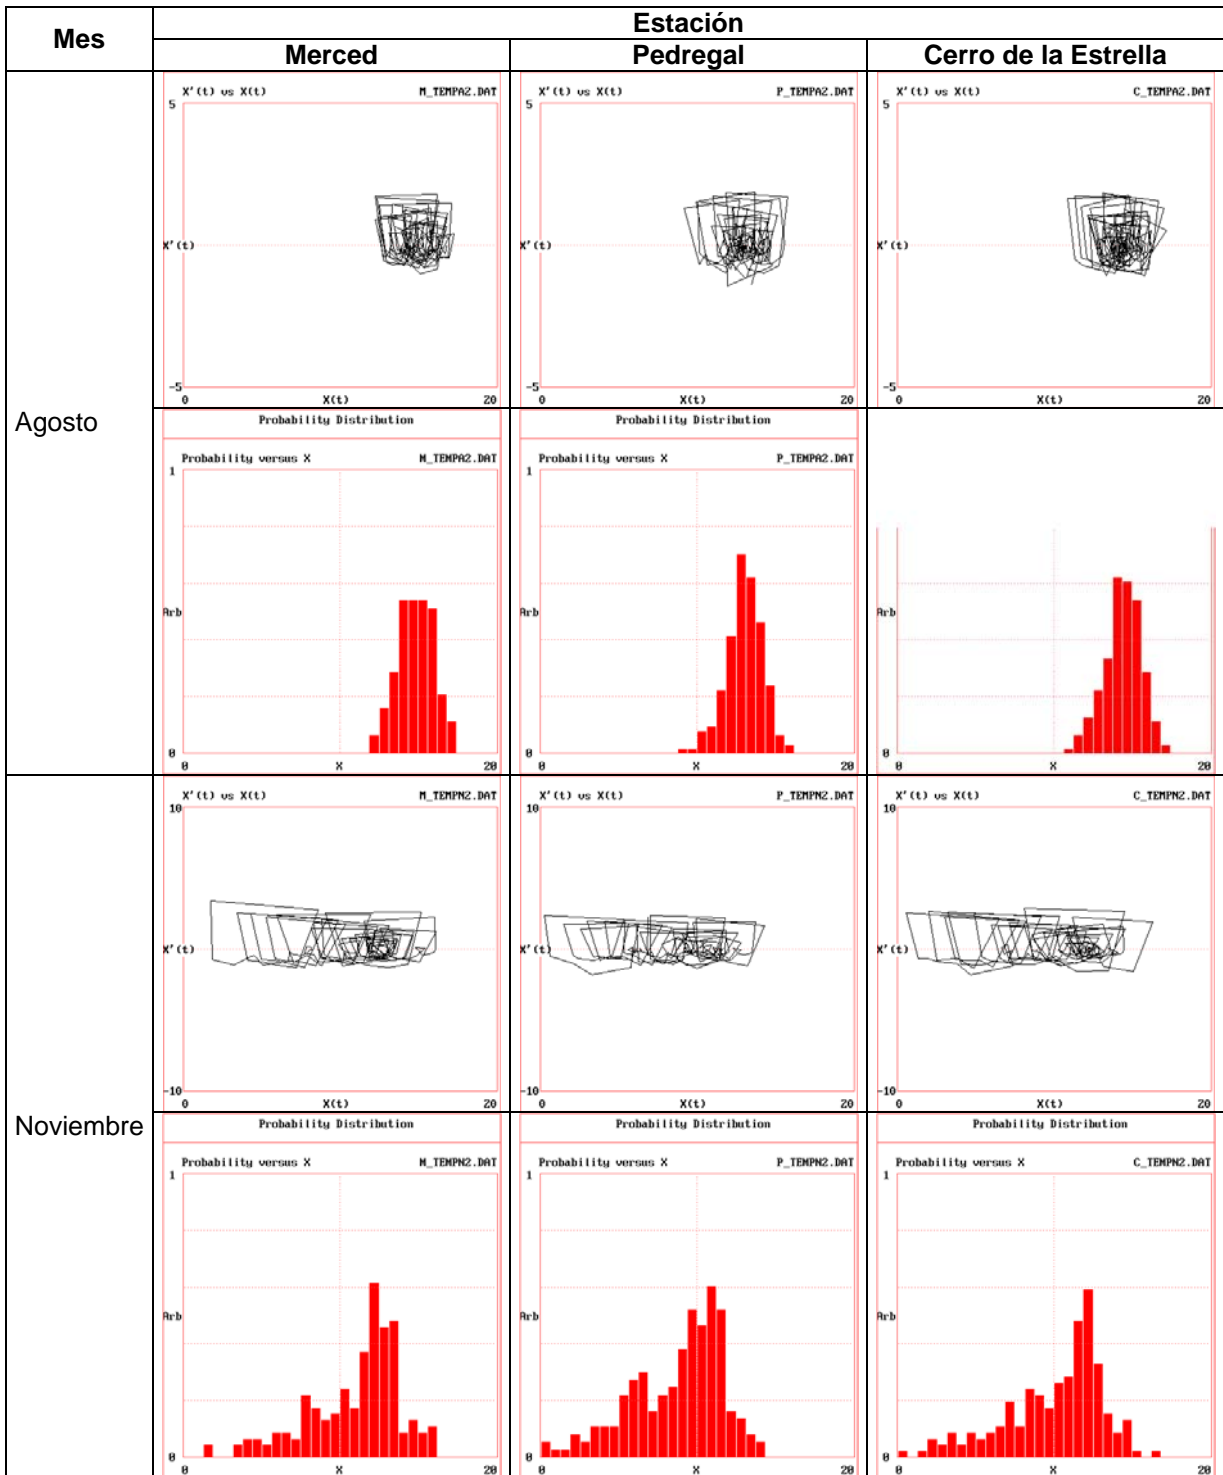 Mes
Estación
Merced Pedregal Cerro de la Estrella
Agosto
X'(t) vs X(t) M_TEMPA2.DAT
5
X'(t)
-5
0 X(t) 20
X'(t) vs X(t) P_TEMPA2.DAT
5
X'(t)
-5
0 X(t) 20
X'(t) vs X(t) C_TEMPA2.DAT
5
X'(t)
-5
0 X(t) 20
Probability Distribution
Probability versus X M_TEMPA2.DAT
1
Arb
0
0 X 20
Probability Distribution
Probability versus X P_TEMPA2.DAT
1
Arb
0
0 X 20
Arb
0
0 X 20
Noviembre
X'(t) vs X(t) M_TEMPN2.DAT
10
X'(t)
-10
0 X(t) 20
X'(t) vs X(t) P_TEMPN2.DAT
10
X'(t)
-10
0 X(t) 20
X'(t) vs X(t) C_TEMPN2.DAT
10
X'(t)
-10
0 X(t) 20
Probability Distribution
Probability versus X M_TEMPN2.DAT
1
Arb
0
0 X 20
Probability Distribution
Probability versus X P_TEMPN2.DAT
1
Arb
0
0 X 20
Probability Distribution
Probability versus X C_TEMPN2.DAT
1
Arb
0
0 X 20